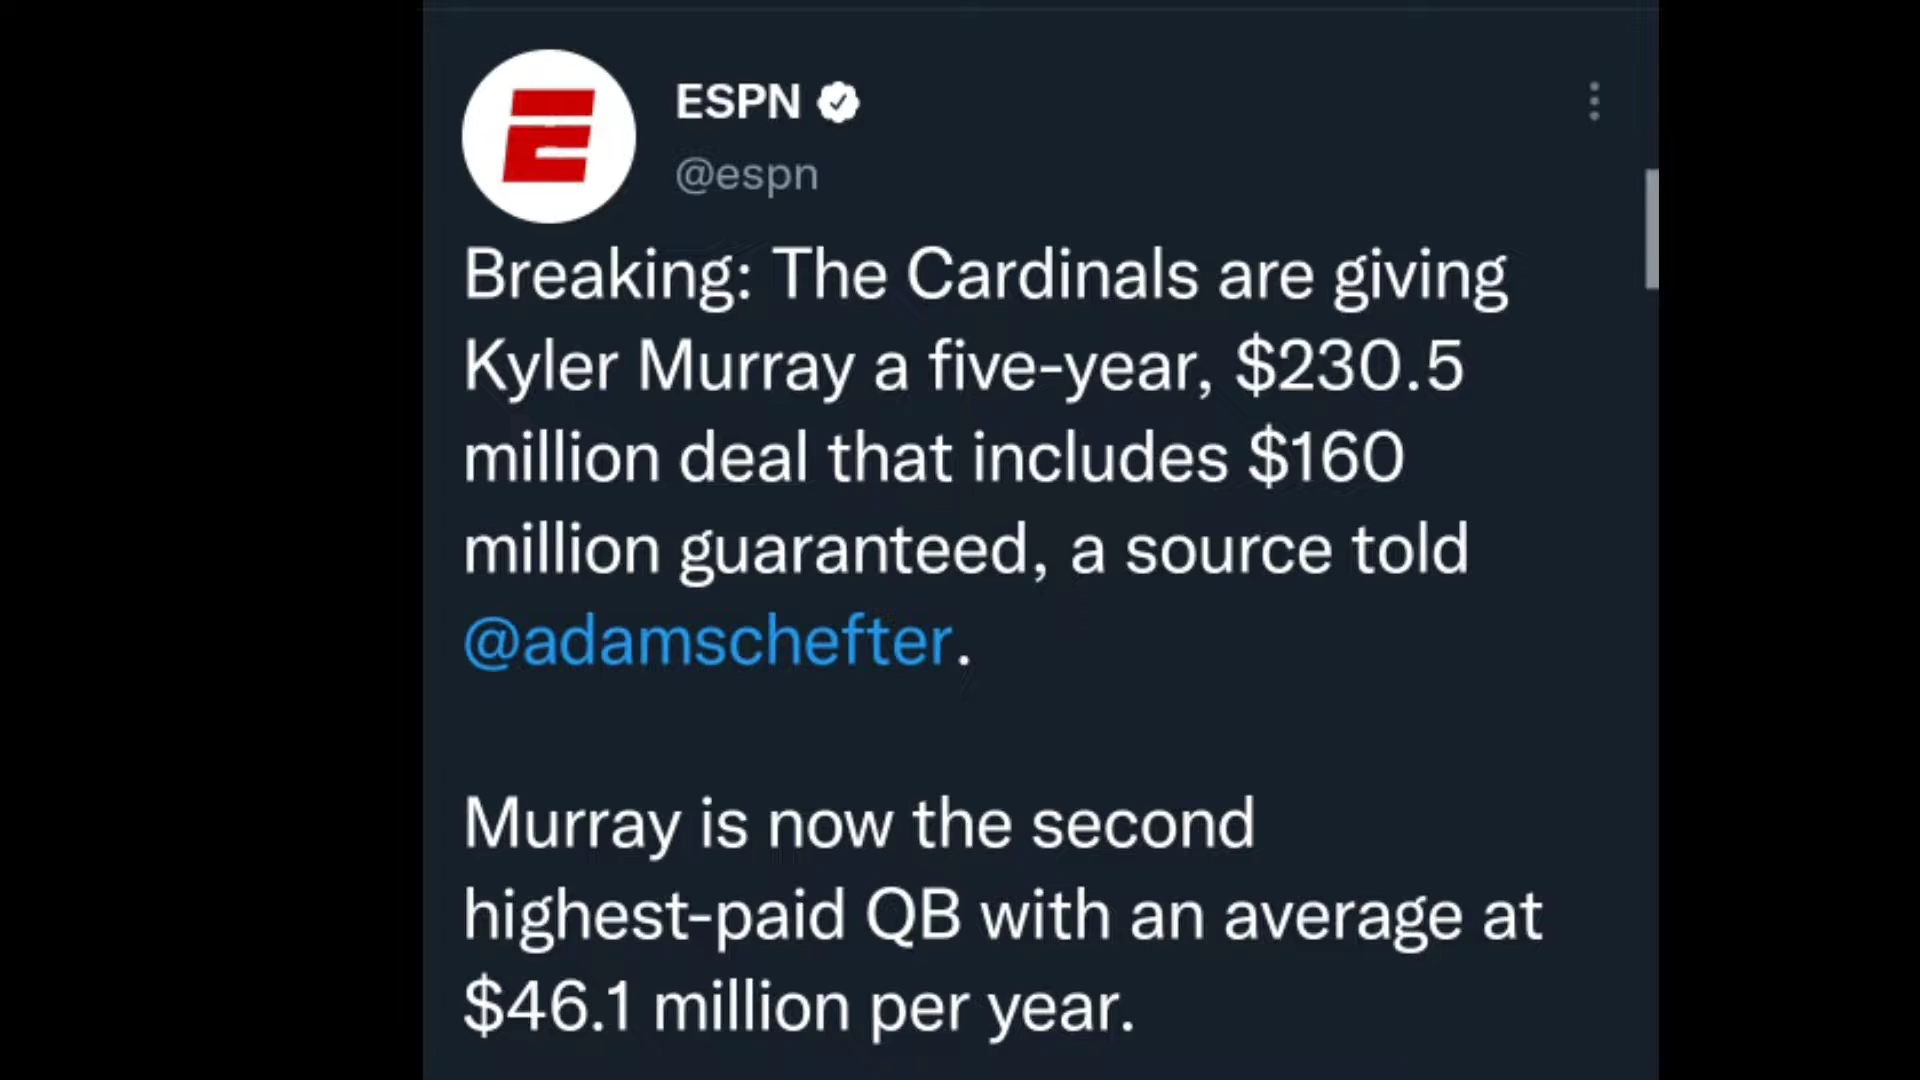 ESPN
@espn
Breaking: The Cardinals are giving
Kyler Murray a five-year, $230.5
million deal that includes $160
million guaranteed, a source told
@adamschefter.
Murray is now the second
highest-paid QB with an average at
$46.1 million per year.